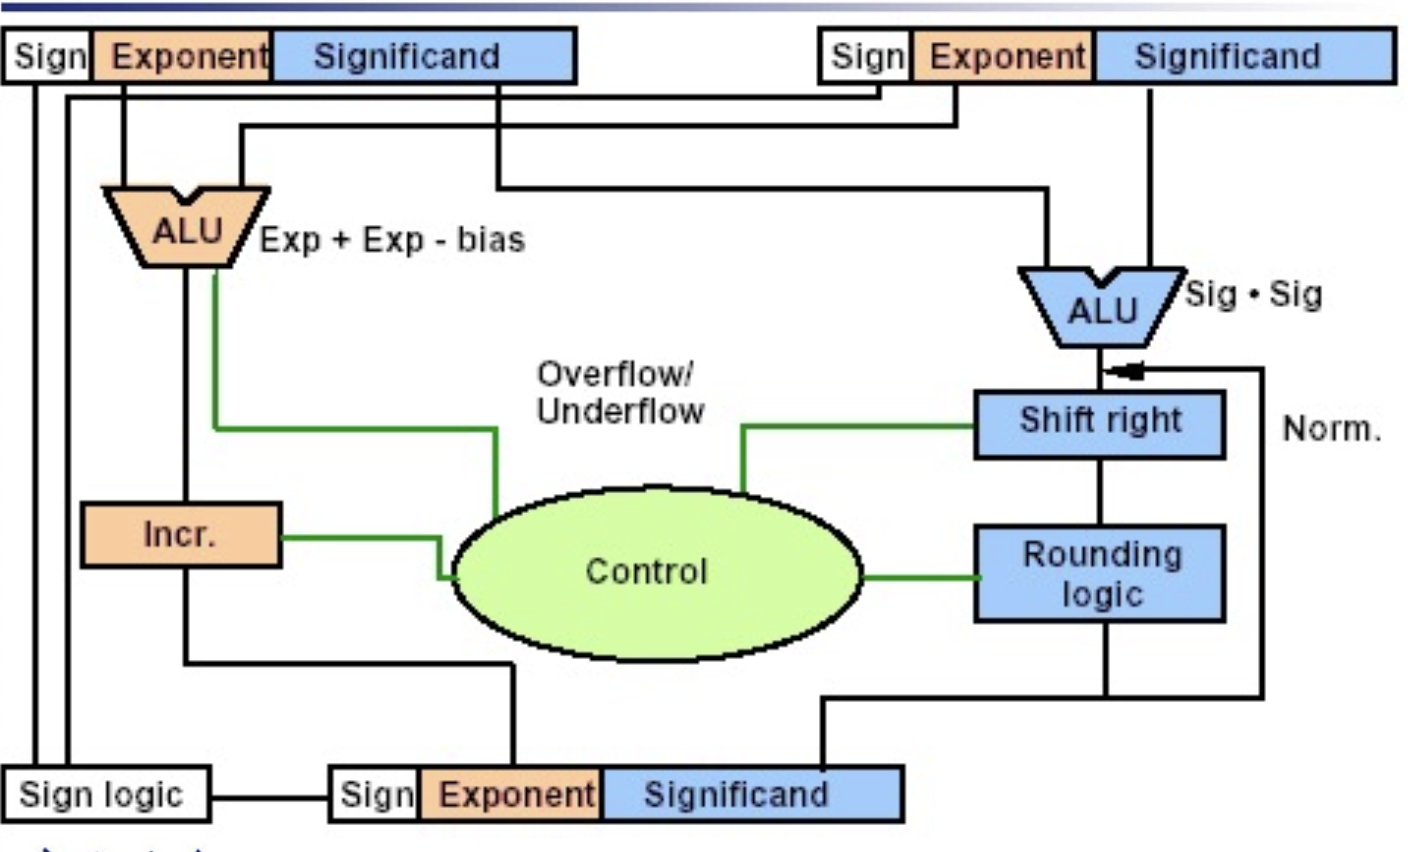 Sign Exponent Significand
Sign Exponent Significand
ALU
Exp + Exp - bias
ALU
Sig • Sig
Overflow/
Underflow
Shift right
Norm.
Incr.
Control
Rounding
logic
Sign logic
Sign Exponent Significand